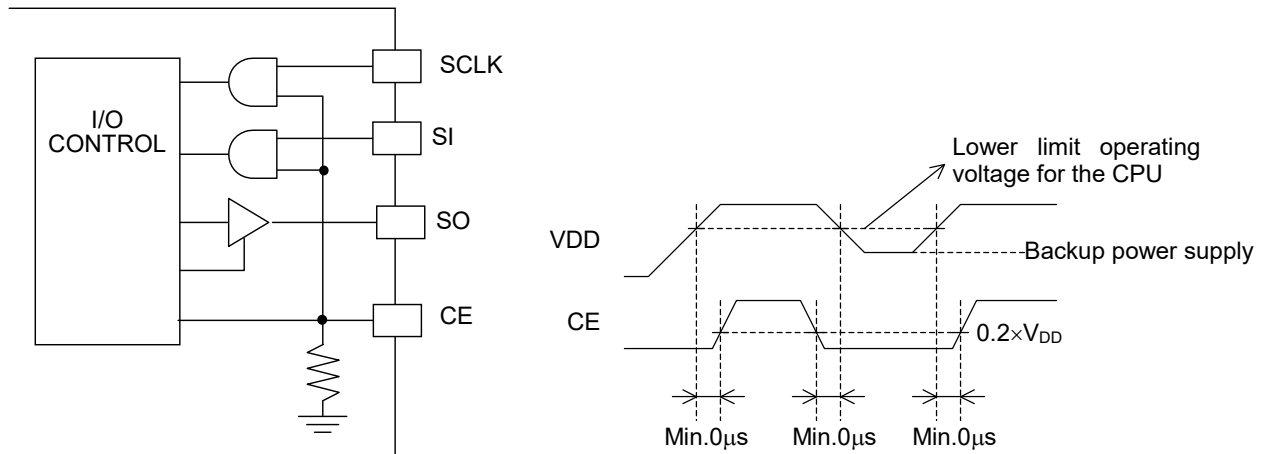 I/O
CONTROL
SCLK
SI
SO
CE
Lower limit operating
voltage for the CPU
VDD
Backup power supply
CE
0.2×VDD
Min.0μs
Min.0μs
Min.0μs